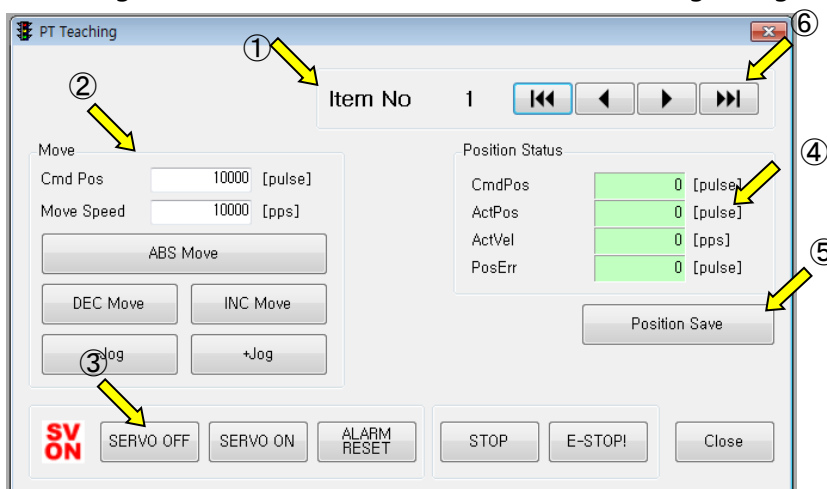 PT Teaching
①
⑥
Item No 1
②
Move
Cmd Pos 10000 [pulse]
Move Speed 10000 [pps]
ABS Move
DEC Move INC Move
+Jog
③
Position Status
④
CmdPos 0 [pulse]
ActPos 0 [pulse]
ActVel 0 [pps]
PosErr 0 [pulse]
⑤
Position Save
SV
ON
SERVO OFF SERVO ON ALARM
RESET
STOP E-STOP! Close